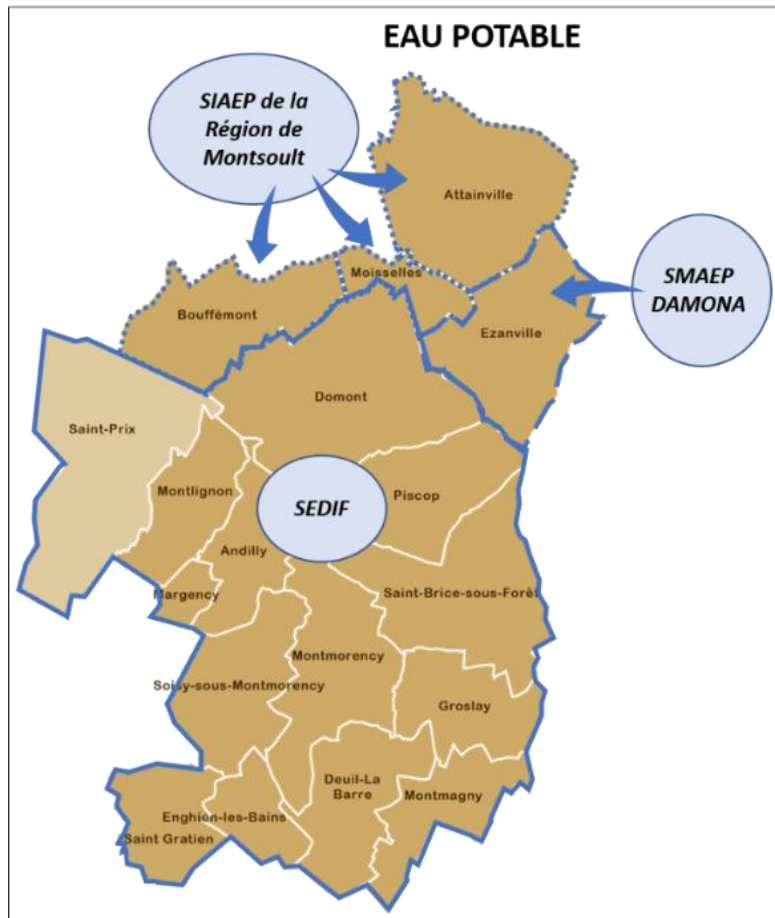 EAU POTABLE
SIAEP de la
Région de
Montsoult
Attainville
Moisselles
SMAEP
DAMONA
Bouffémont
Ezanville
Domont
Saint-Prix
Montlignon
SEDIF
Piscop
Andilly
Margency
Saint-Brice-sous-Forêt
Montmorency
Soisy-sous-Montmorency
Groslay
Deuil-La
Barre
Montmagny
Enghien-les-Bains
Saint Gratien